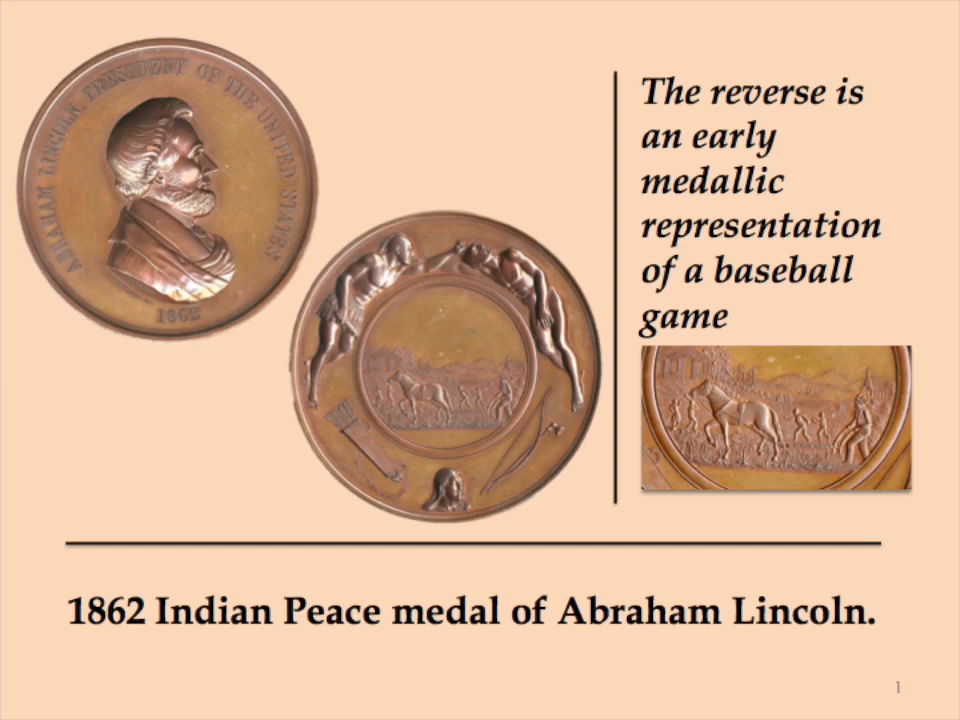 ABRAHAM LINCOLN, PRESIDENT OF THE UNITED STATES
1862
The reverse is
an early
medallic
representation
of a baseball
game
1862 Indian Peace medal of Abraham Lincoln.
1